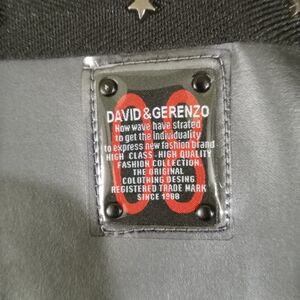 DAVID & GERENZO
How wave have strated
to get the individuality
to express new fashion brand
HIGH CLASS-HIGH QUALITY
FASHION COLLECTION
THE ORIGINAL
COLOTHING DESING
REGISTERED TRADE MARK
SINCE 1988